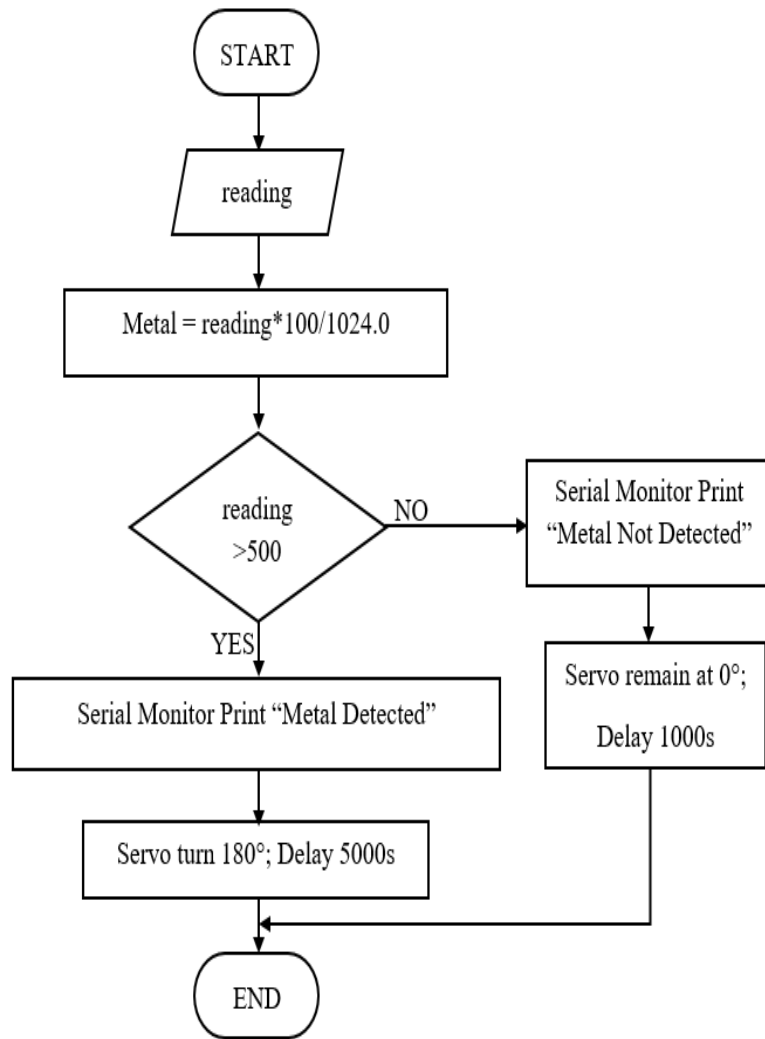 START
reading
Metal = reading*100/1024.0
reading
>500
NO
YES
Serial Monitor Print
“Metal Not Detected”
Servo remain at 0°;
Delay 1000s
Serial Monitor Print “Metal Detected”
Servo turn 180°; Delay 5000s
END